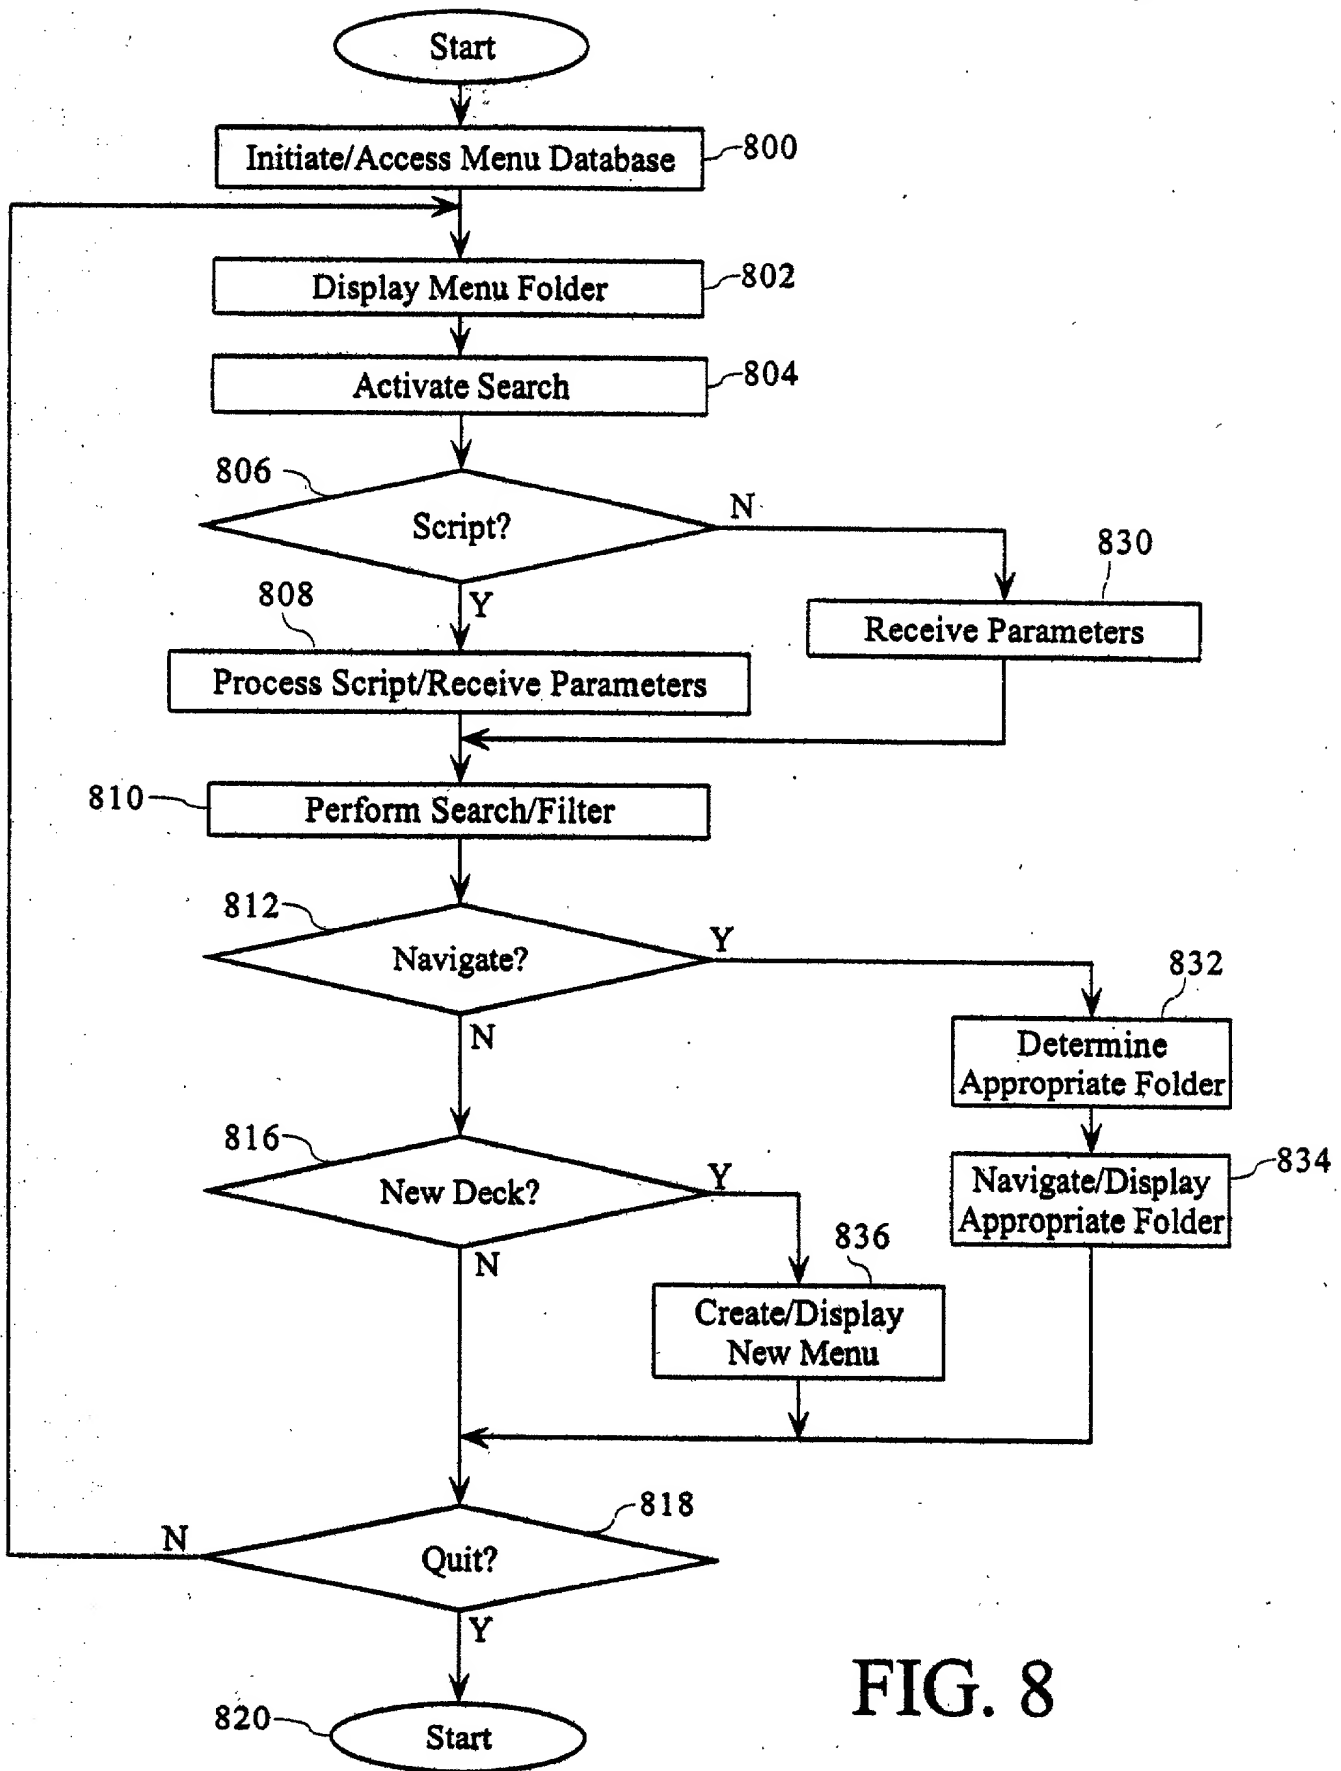 Start
Initiate/Access Menu Database
800
Display Menu Folder
802
Activate Search
804
806
Script?
N
830
Receive Parameters
Y
808
Process Script/Receive Parameters
810
Perform Search/Filter
812
Navigate?
Y
832
Determine
Appropriate Folder
N
816
New Deck?
Y
834
Navigate/Display
Appropriate Folder
N
836
Create/Display
New Menu
818
N
Quit?
Y
820
Start
FIG. 8